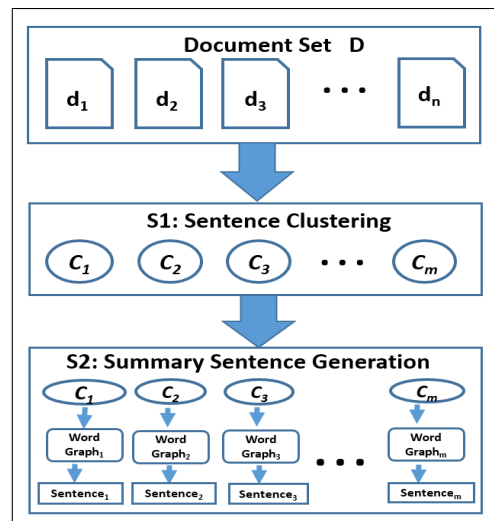 Document Set D
d₁ d₂ d₃ • • • dₙ
S1: Sentence Clustering
C₁ C₂ C₃ • • • Cₘ
S2: Summary Sentence Generation
C₁ C₂ C₃ Cₘ
Word Word Word Word
Graph₁ Graph₂ Graph₃ • • • Graphₘ
Sentence₁ Sentence₂ Sentence₃ Sentenceₘ